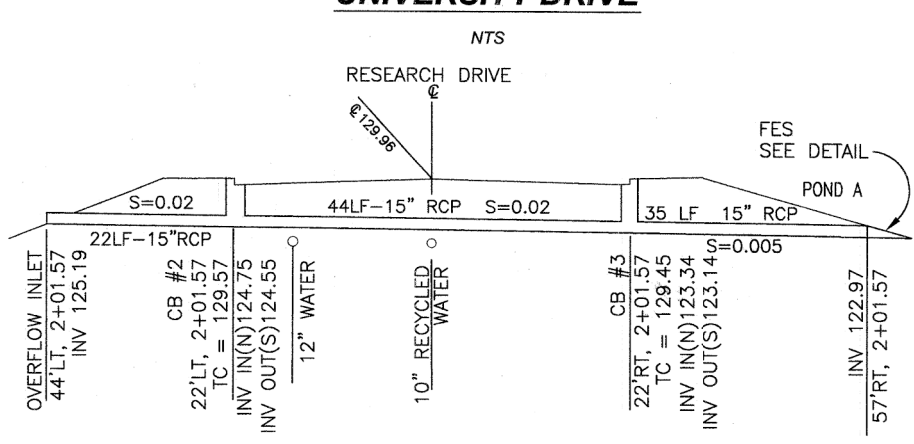 UNIVERSITY DRIVE
NTS
RESEARCH DRIVE
℄
℄ 129.96
FES
SEE DETAIL
POND A
S=0.02
44LF-15" RCP S=0.02
35 LF 15" RCP
22LF-15"RCP
S=0.005
OVERFLOW INLET
44'LT, 2+01.57
INV 125.19
CB #2
22'LT, 2+01.57
TC = 129.57
INV IN(N)124.75
INV OUT(S)124.55
12" WATER
10" RECYCLED
WATER
CB #3
22'RT, 2+01.57
TC = 129.45
INV IN(N)123.34
INV OUT(S)123.14
INV 122.97
57'RT, 2+01.57